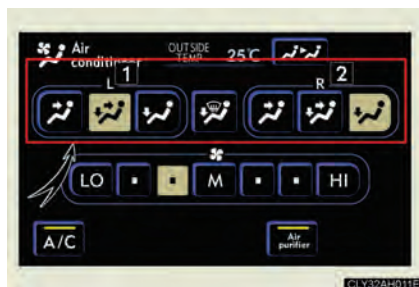 Air
conditioner
OUTSIDE
TEMP
25℃
L
1
R
2
LO
M
HI
A/C
Air
purifier
CLY32AH011E